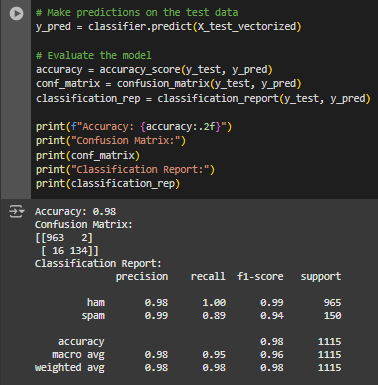 # Make predictions on the test data
y_pred = classifier.predict(X_test_vectorized)
# Evaluate the model
accuracy = accuracy_score(y_test, y_pred)
conf_matrix = confusion_matrix(y_test, y_pred)
classification_rep = classification_report(y_test, y_pred)
print(f"Accuracy: {accuracy:.2f}")
print("Confusion Matrix:")
print(conf_matrix)
print("Classification Report:")
print(classification_rep)
Accuracy: 0.98
Confusion Matrix:
[[963   2]
 [ 16 134]]
Classification Report:
              precision    recall  f1-score   support
         ham       0.98      1.00      0.99       965
        spam       0.99      0.89      0.94       150
    accuracy                           0.98      1115
   macro avg       0.98      0.95      0.96      1115
weighted avg       0.98      0.98      0.98      1115